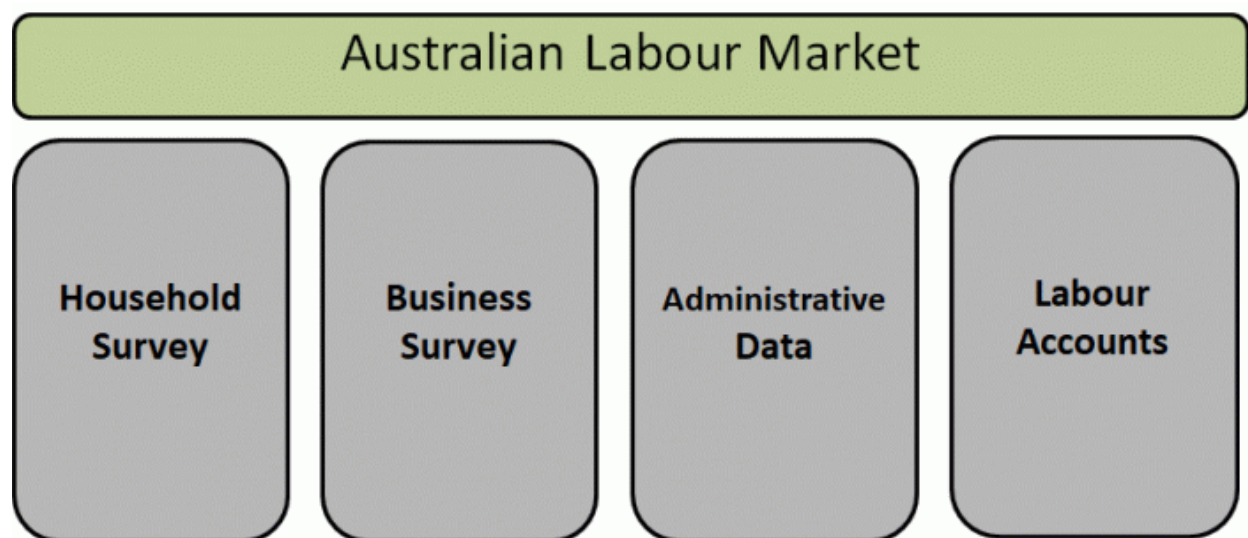 Australian Labour Market
Household
Survey
Business
Survey
Administrative
Data
Labour
Accounts